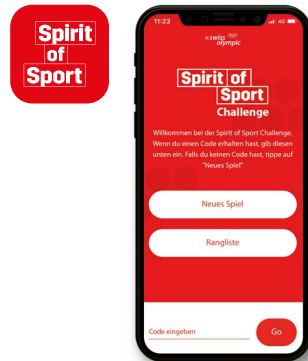 Spirit
of
Sport
11:23
4G
swiss
olympic
Spirit of
Sport
Challenge
Willkommen bei der Spirit of Sport Challenge.
Wenn du einen Code erhalten hast, gib diesen
unten ein. Falls du keinen Code hast, tippe auf
"Neues Spiel"
Neues Spiel
Rangliste
Code eingeben
Go